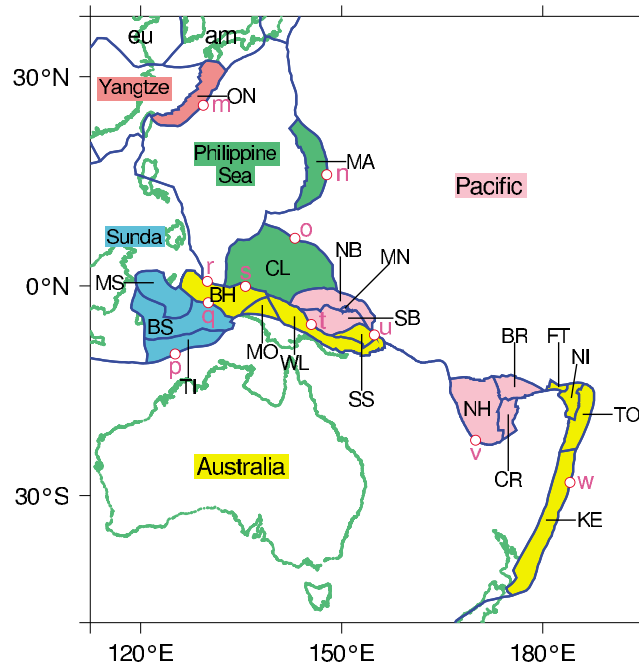 eu am
30°N
Yangtze
ON
m
Philippine
Sea
MA
n
Pacific
Sunda
o
NB
MN
r
s
CL
0°N
MS
BH
BS
q
t
SB
u
p
TI
MO
WL
SS
BR
FT
NI
NH
TO
Australia
v
CR
w
30°S
KE
120°E 150°E 180°E